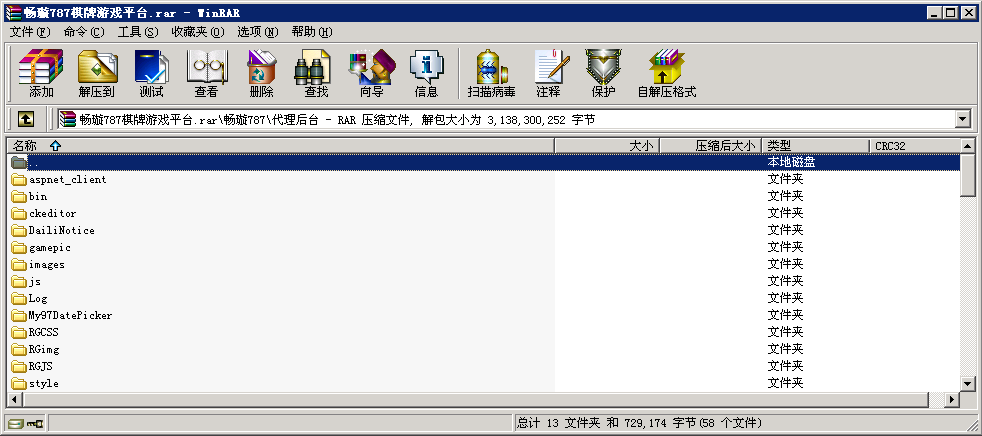 畅璇787棋牌游戏平台.rar - WinRAR
文件(F) 命令(C) 工具(S) 收藏夹(O) 选项(N) 帮助(H)
添加 解压到 测试 查看 删除 查找 向导 信息 扫描病毒 注释 保护 自解压格式
畅璇787棋牌游戏平台.rar\畅璇787\代理后台 - RAR 压缩文件, 解包大小为 3,138,300,252 字节
名称 大小 压缩后大小 类型 CRC32
.. 本地磁盘
aspnet_client 文件夹
bin 文件夹
ckeditor 文件夹
DailiNotice 文件夹
gamepic 文件夹
images 文件夹
js 文件夹
Log 文件夹
My97DatePicker 文件夹
RGCSS 文件夹
RGimg 文件夹
RGJS 文件夹
style 文件夹
总计 13 文件夹 和 729,174 字节(58 个文件)